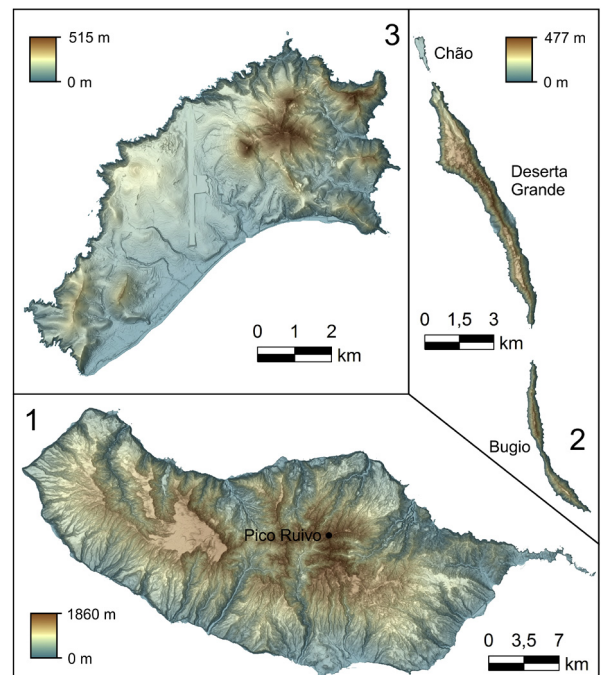 515 m
0 m
3
0 1 2
km
Chão
477 m
0 m
Deserta
Grande
0 1,5 3
km
Bugio
2
1
Pico Ruivo
1860 m
0 m
0 3,5 7
km